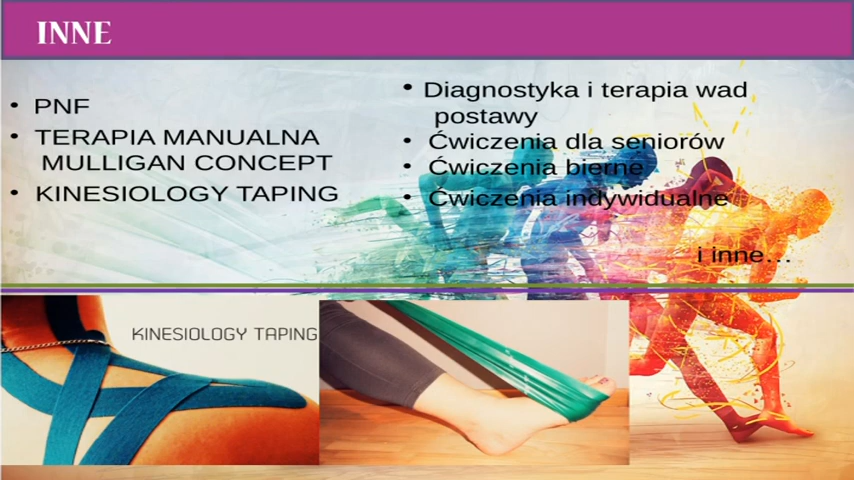 INNE
• PNF
• TERAPIA MANUALNA
MULLIGAN CONCEPT
• KINESIOLOGY TAPING
• Diagnostyka i terapia wad
postawy
• Ćwiczenia dla seniorów
• Ćwiczenia bierne
• Ćwiczenia indywidualne
i inne...
KINESIOLOGY TAPING